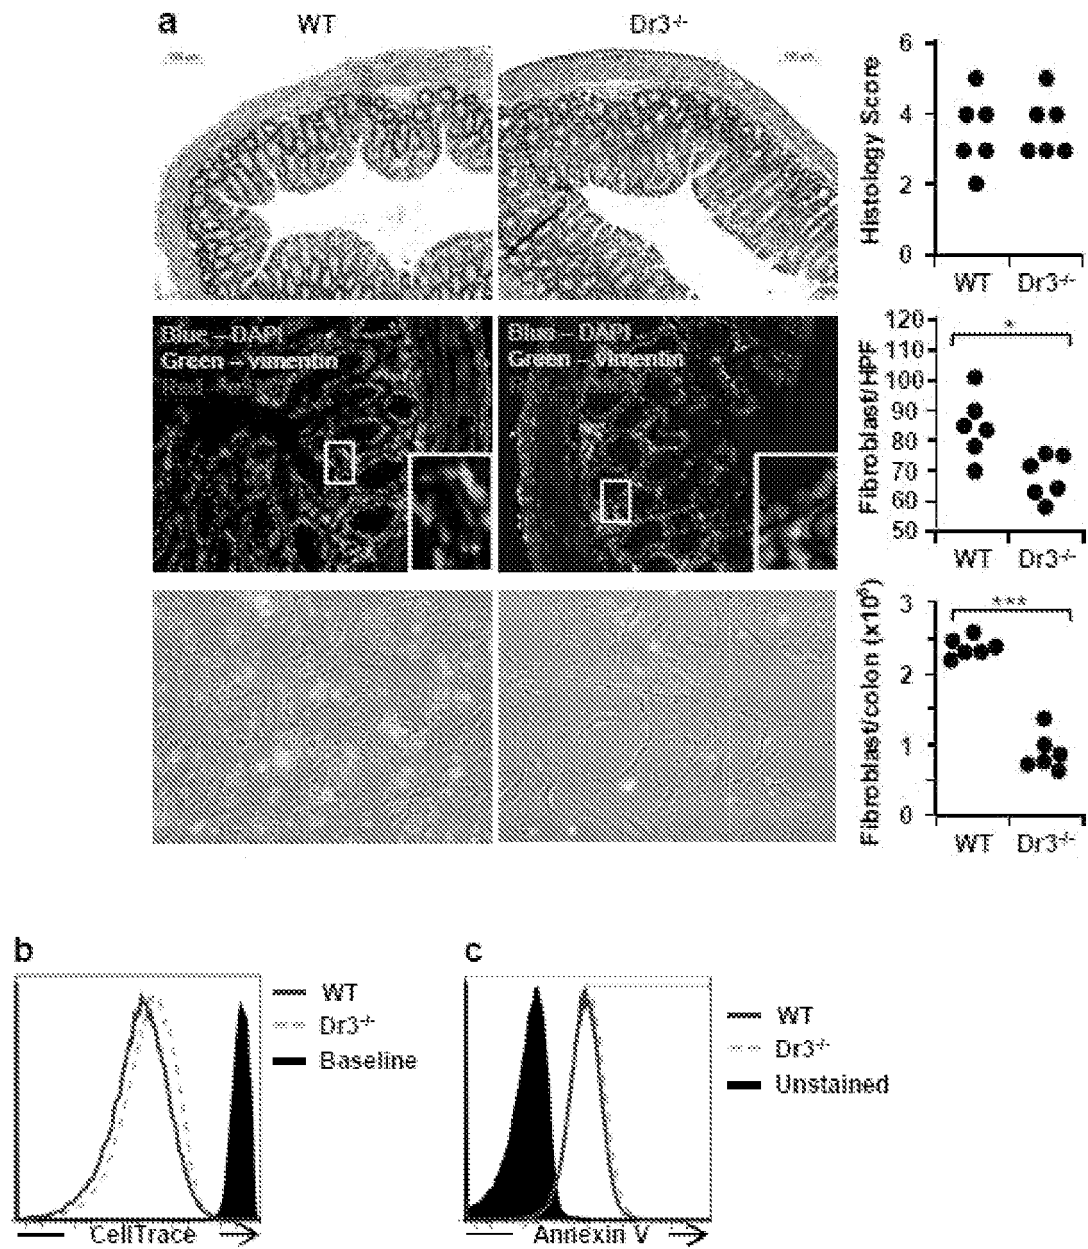 a
WT
Dr3-/-
Histology Score
6
4
2
0
WT
Dr3-/-
Blue – DAPI
Green – Vimentin
Blue – DAPI
Green – Vimentin
Fibroblast/HPF
120
110
100
90
80
70
60
50
*
WT
Dr3-/-
Fibroblast/colon (x10⁶)
3
2
1
0
***
WT
Dr3-/-
b
WT
Dr3-/-
Baseline
CellTrace
c
WT
Dr3-/-
Unstained
Annexin V